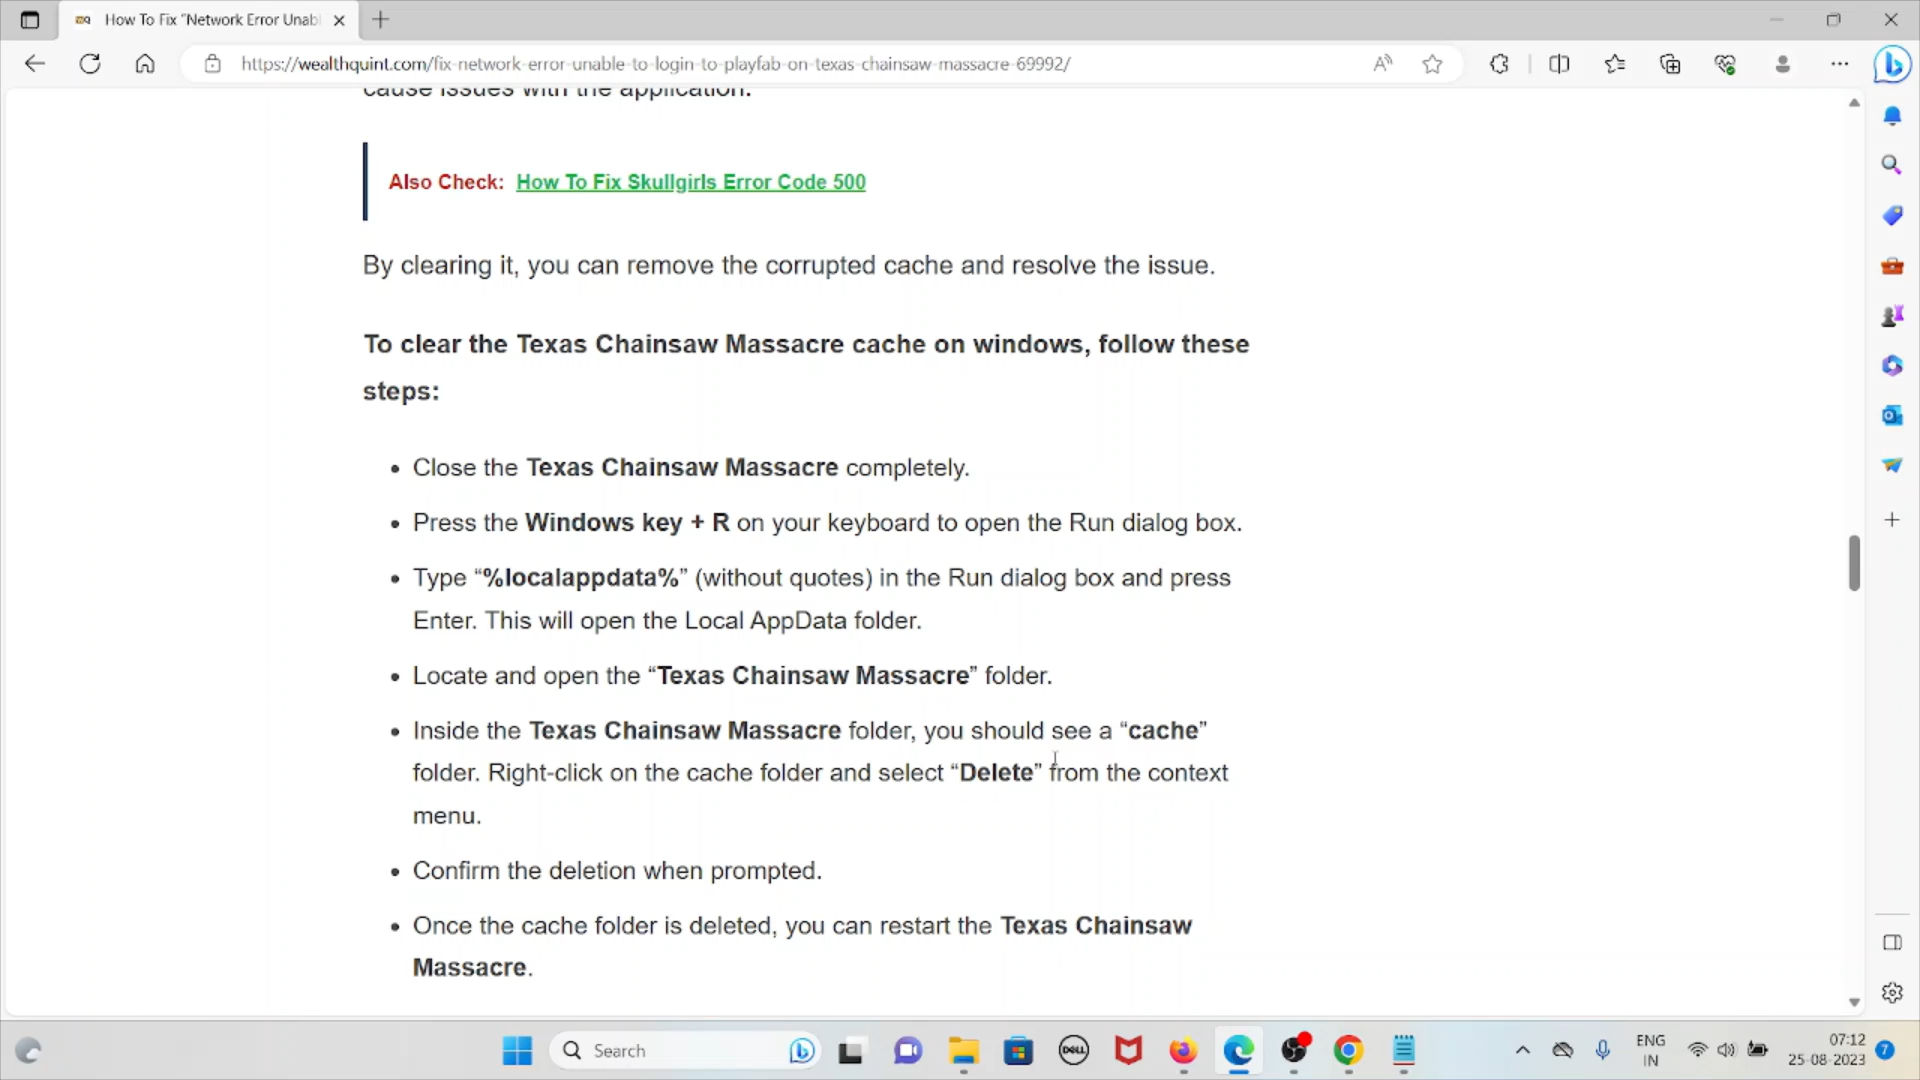 How To Fix “Network Error Unabl
https://wealthquint.com/fix-network-error-unable-to-login-to-playfab-on-texas-chainsaw-massacre-69992/
cause issues with the application.
Also Check: How To Fix Skullgirls Error Code 500
By clearing it, you can remove the corrupted cache and resolve the issue.
To clear the Texas Chainsaw Massacre cache on windows, follow these
steps:
Close the Texas Chainsaw Massacre completely.
Press the Windows key + R on your keyboard to open the Run dialog box.
Type “%localappdata%” (without quotes) in the Run dialog box and press
Enter. This will open the Local AppData folder.
Locate and open the “Texas Chainsaw Massacre” folder.
Inside the Texas Chainsaw Massacre folder, you should see a “cache”
folder. Right-click on the cache folder and select “Delete” from the context
menu.
Confirm the deletion when prompted.
Once the cache folder is deleted, you can restart the Texas Chainsaw
Massacre.
Search
DELL
ENG
IN
07:12
25-08-2023
7